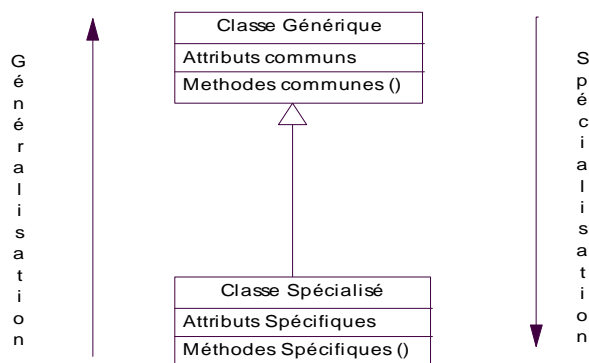 Généralisation
Classe Générique
Attributs communs
Methodes communes ()
Classe Spécialisé
Attributs Spécifiques
Méthodes Spécifiques ()
Spécialisation